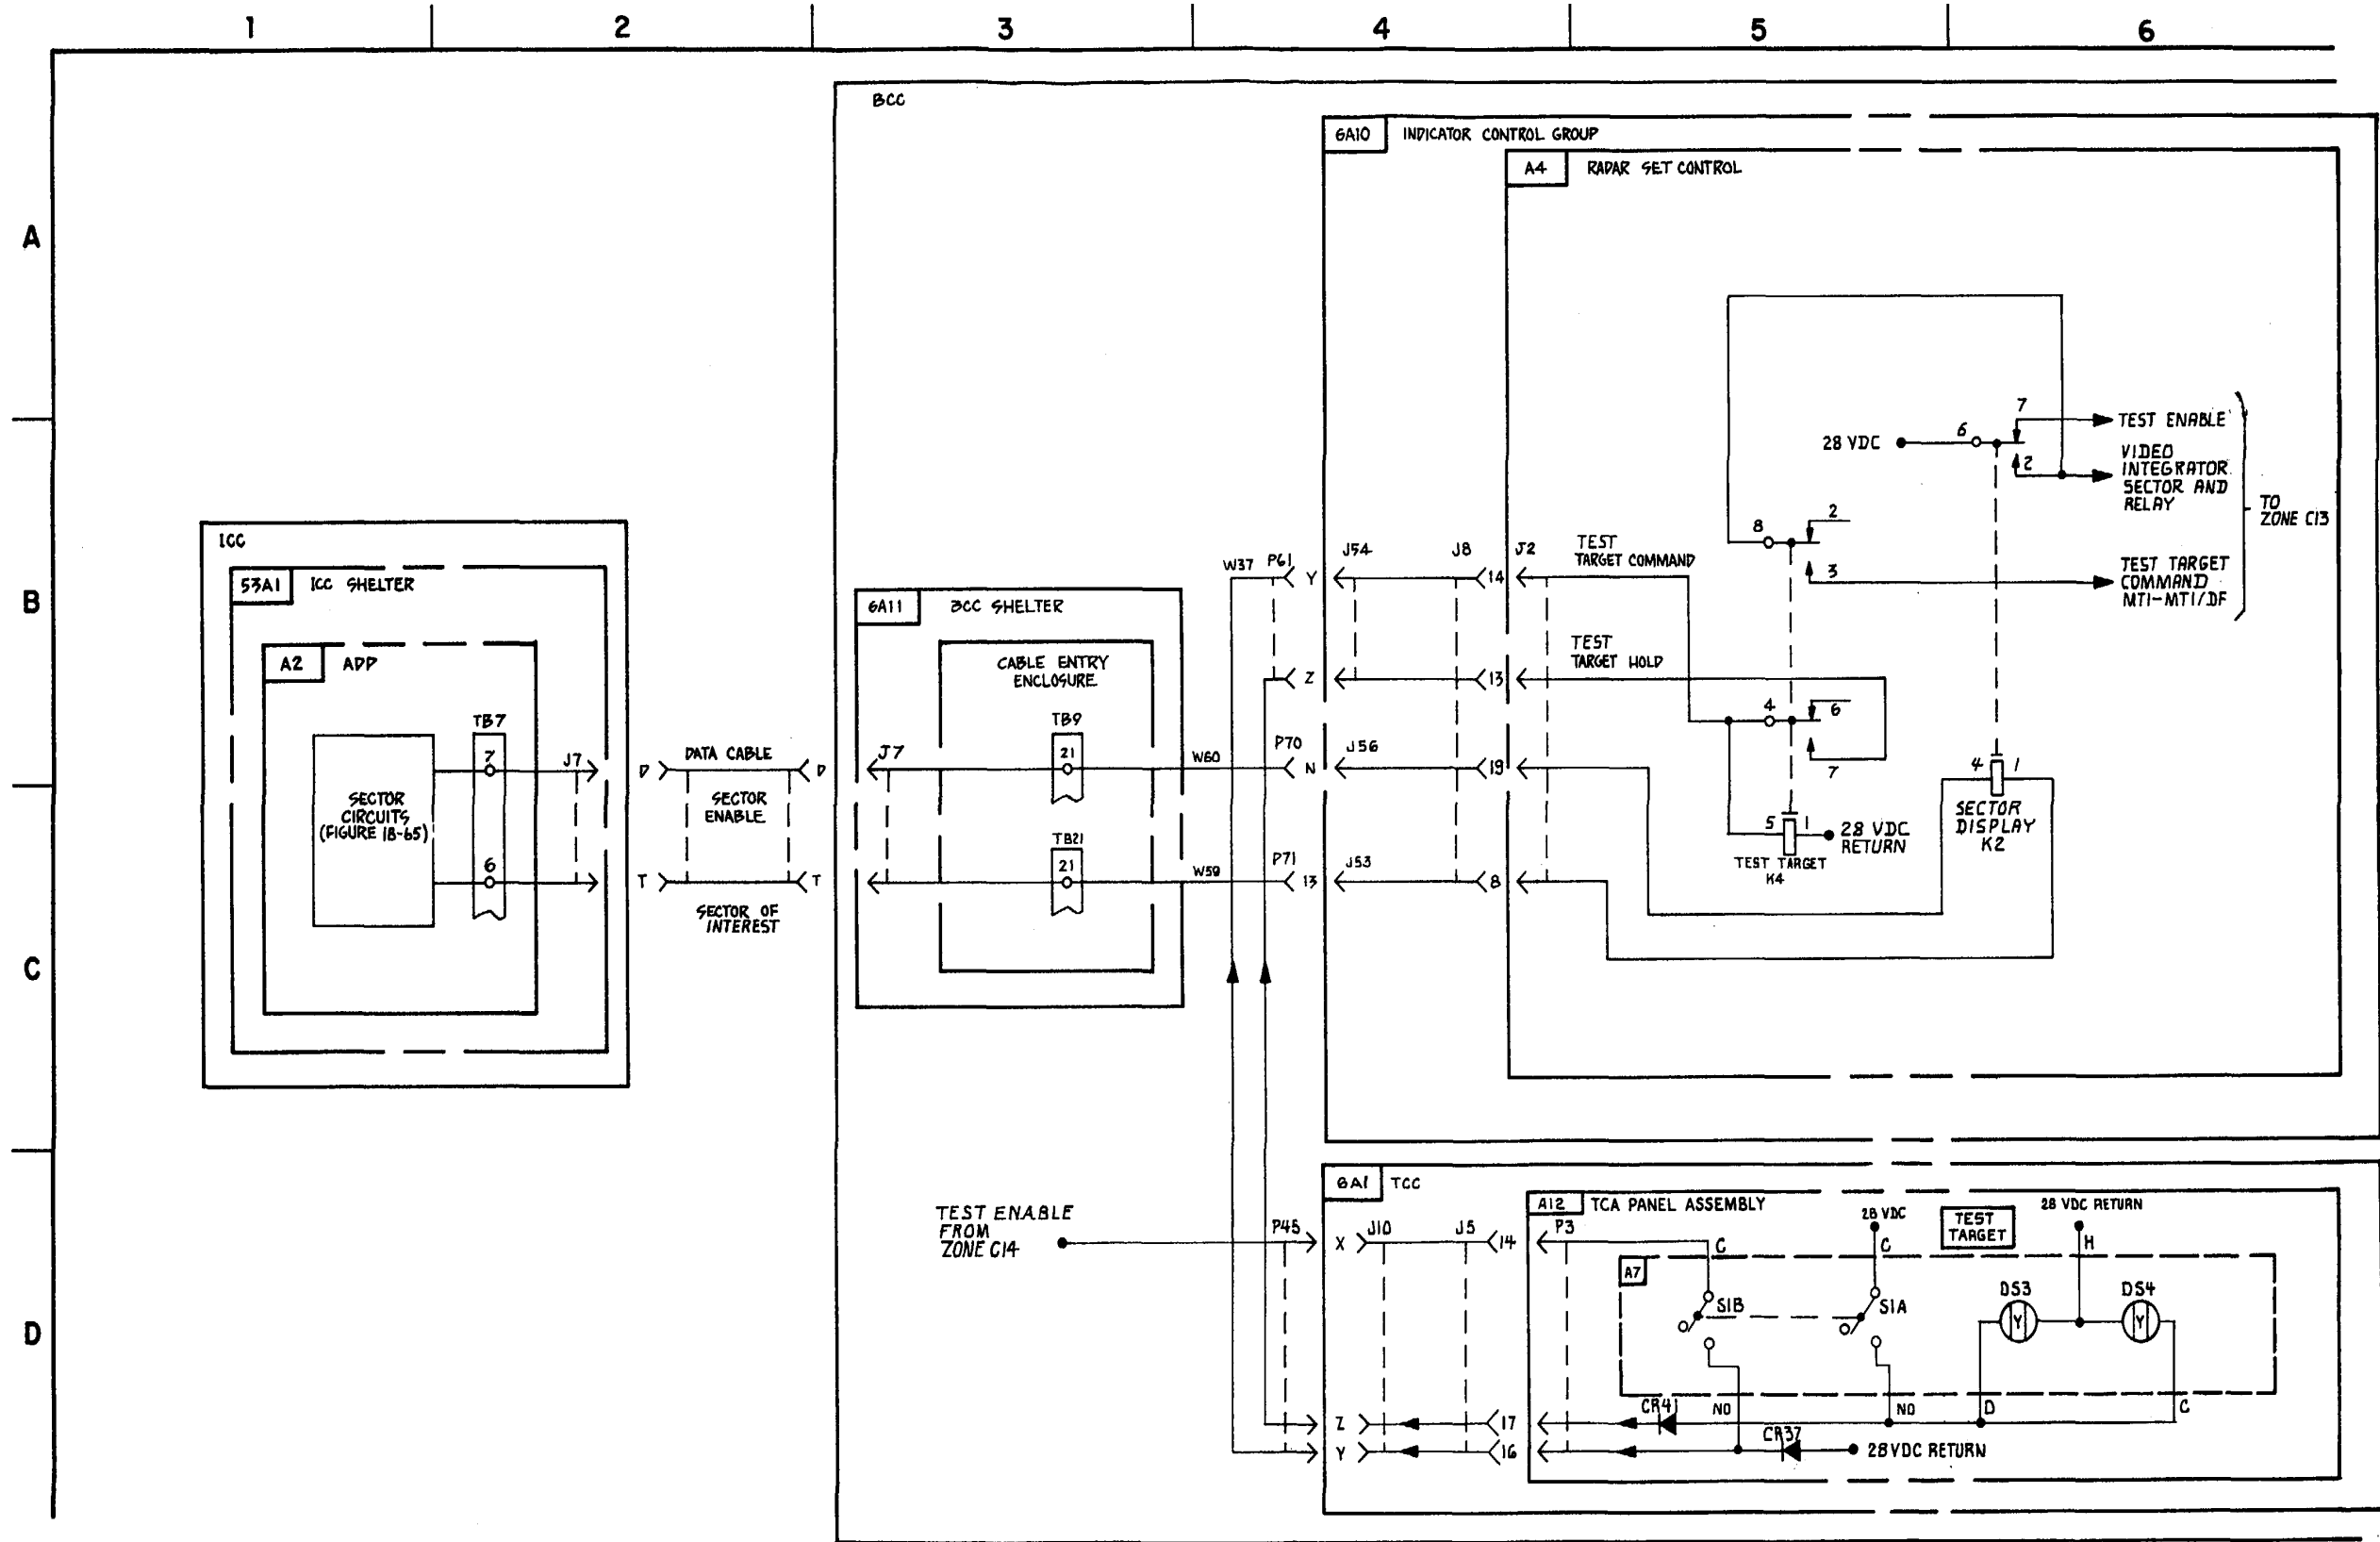 1 2 3 4 5 6
A
B
C
D
BCC
6A10 INDICATOR CONTROL GROUP
A4 RADAR SET CONTROL
7 TEST ENABLE
28 VDC 6
2 VIDEO
INTEGRATOR
SECTOR AND
RELAY
TO
ZONE C13
8 2
3 TEST TARGET
COMMAND
MTI-MTI/DF
ICC
53A1 ICC SHELTER
A2 ADP
TB7
7
6
J7
SECTOR
CIRCUITS
(FIGURE 18-65)
D DATA CABLE D
SECTOR
ENABLE
T T
SECTOR OF
INTEREST
6A11 BCC SHELTER
CABLE ENTRY
ENCLOSURE
J7
TB9
21
TB21
21
W60
W59
W37 P61 Y J54 J8 14 J2
TEST
TARGET COMMAND
Z 13
TEST
TARGET HOLD
P70 N J56 19
P71 13 J53 8
4 6
7
5 1 28 VDC
RETURN
TEST TARGET
K4
4 1
SECTOR
DISPLAY
K2
6A1 TCC
A12 TCA PANEL ASSEMBLY
TEST ENABLE
FROM
ZONE C14
P45 X J10 J5 14 P3
C
28 VDC
C
TEST
TARGET
28 VDC RETURN
H
A7
S1B S1A
DS3 DS4
Y Y
CR41 NO NO D C
Z 17
Y 16
CR37 28VDC RETURN